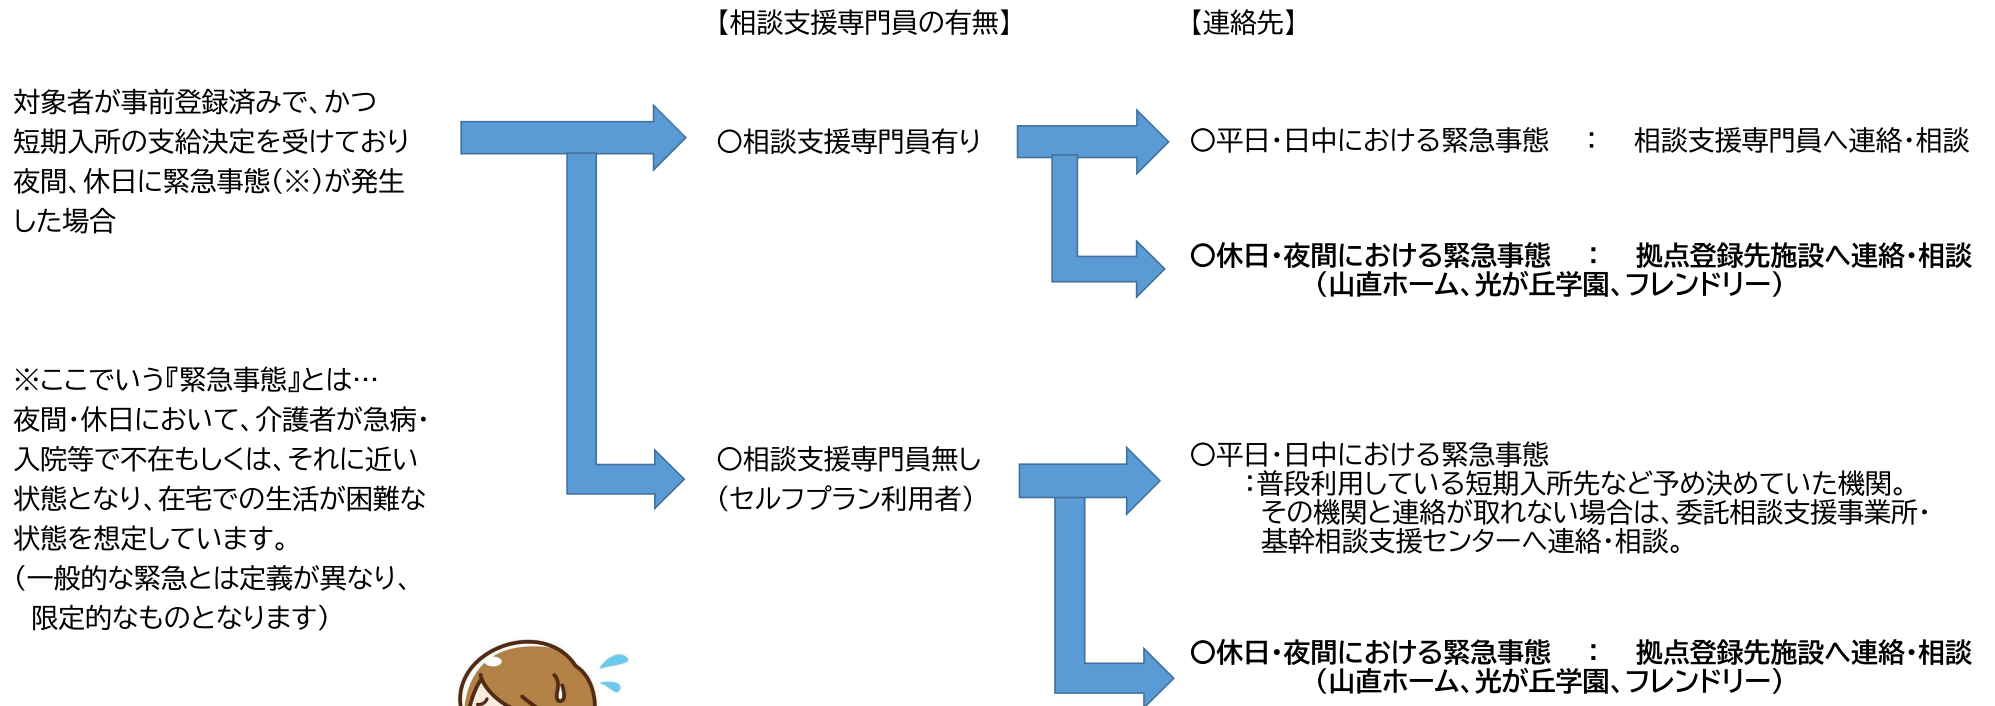 【相談支援専門員の有無】
【連絡先】
対象者が事前登録済みで、かつ
短期入所の支給決定を受けており
夜間、休日に緊急事態(※)が発生
した場合
〇相談支援専門員有り
〇平日・日中における緊急事態　：　相談支援専門員へ連絡・相談
〇休日・夜間における緊急事態　：　拠点登録先施設へ連絡・相談
（山直ホーム、光が丘学園、フレンドリー）
※ここでいう『緊急事態』とは…
夜間・休日において、介護者が急病・
入院等で不在もしくは、それに近い
状態となり、在宅での生活が困難な
状態を想定しています。
（一般的な緊急とは定義が異なり、
限定的なものとなります）
〇相談支援専門員無し
（セルフプラン利用者）
〇平日・日中における緊急事態
：普段利用している短期入所先など予め決めていた機関。
その機関と連絡が取れない場合は、委託相談支援事業所・
基幹相談支援センターへ連絡・相談。
〇休日・夜間における緊急事態　：　拠点登録先施設へ連絡・相談
（山直ホーム、光が丘学園、フレンドリー）